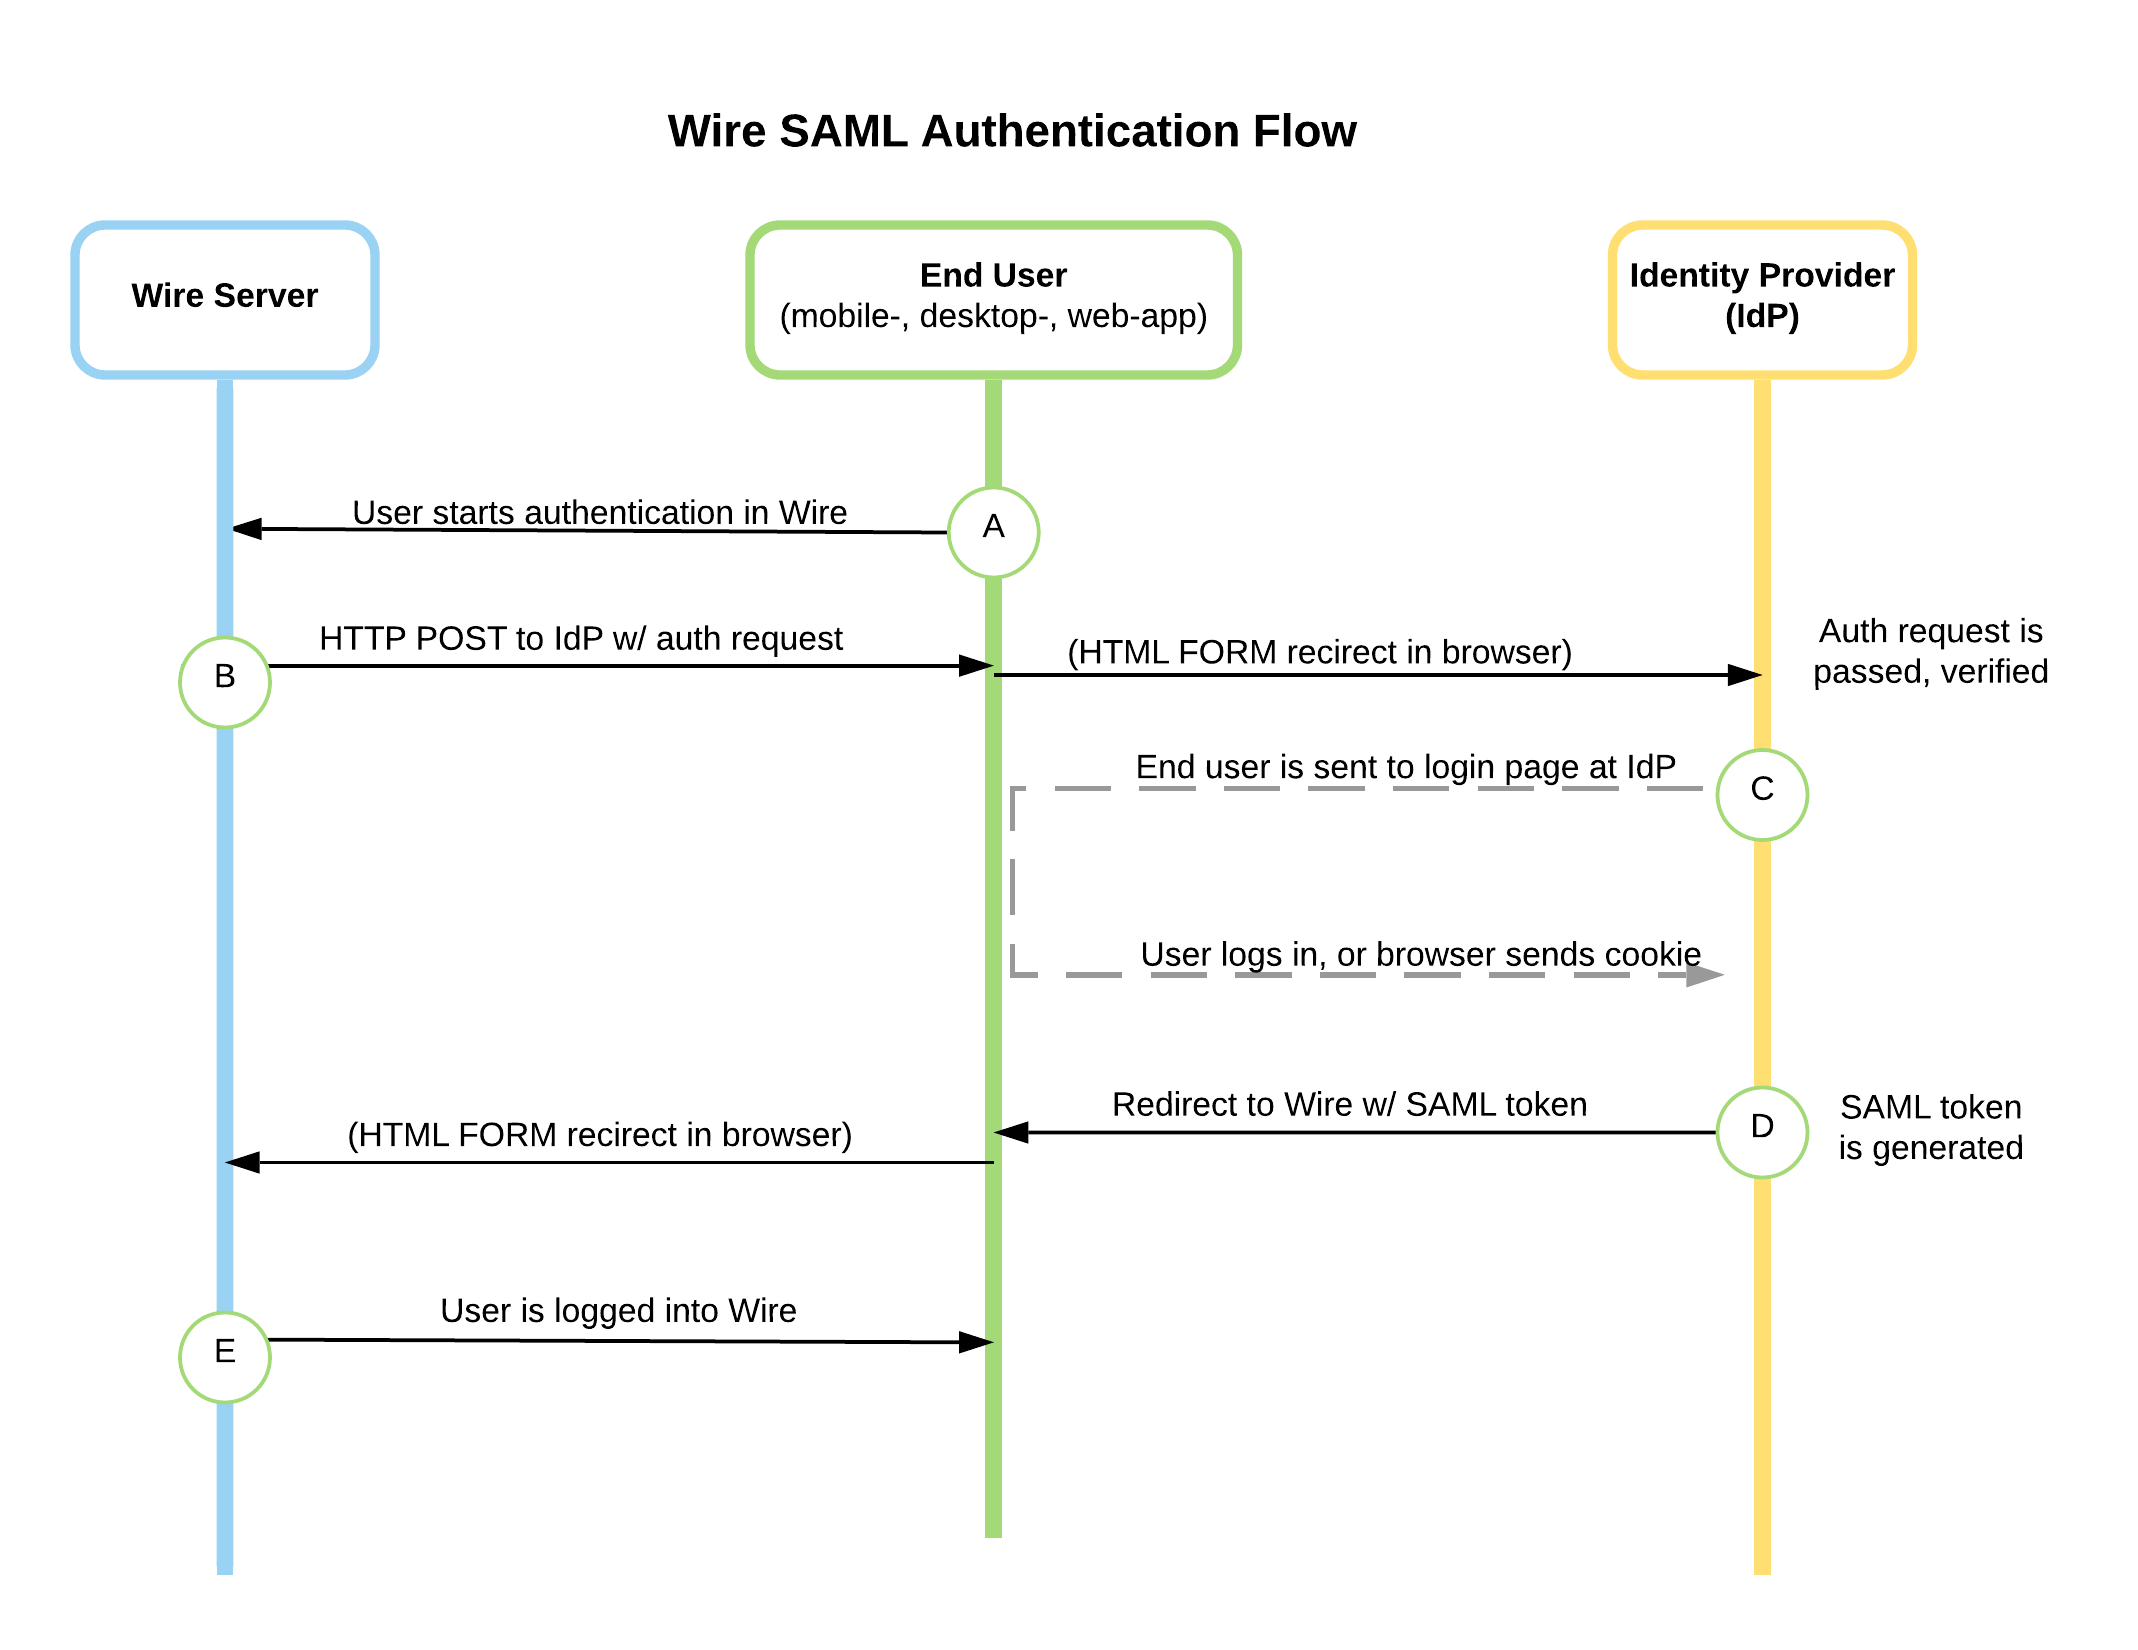 Wire SAML Authentication Flow
Wire Server
End User
(mobile-, desktop-, web-app)
Identity Provider
(IdP)
User starts authentication in Wire
A
HTTP POST to IdP w/ auth request
B
(HTML FORM recirect in browser)
Auth request is
passed, verified
End user is sent to login page at IdP
C
User logs in, or browser sends cookie
Redirect to Wire w/ SAML token
D
SAML token
is generated
(HTML FORM recirect in browser)
User is logged into Wire
E